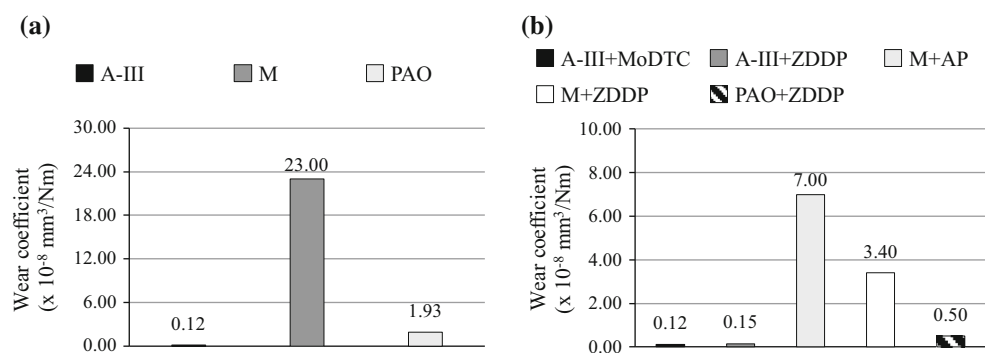 (a)
A-III M PAO
Wear coefficient
(x 10⁻⁸ mm³/Nm)
30.00
24.00
18.00
12.00
6.00
0.00
0.12
23.00
1.93
(b)
A-III+MoDTC A-III+ZDDP M+AP
M+ZDDP PAO+ZDDP
Wear coefficient
(x 10⁻⁸ mm³/Nm)
10.00
8.00
6.00
4.00
2.00
0.00
0.12
0.15
7.00
3.40
0.50